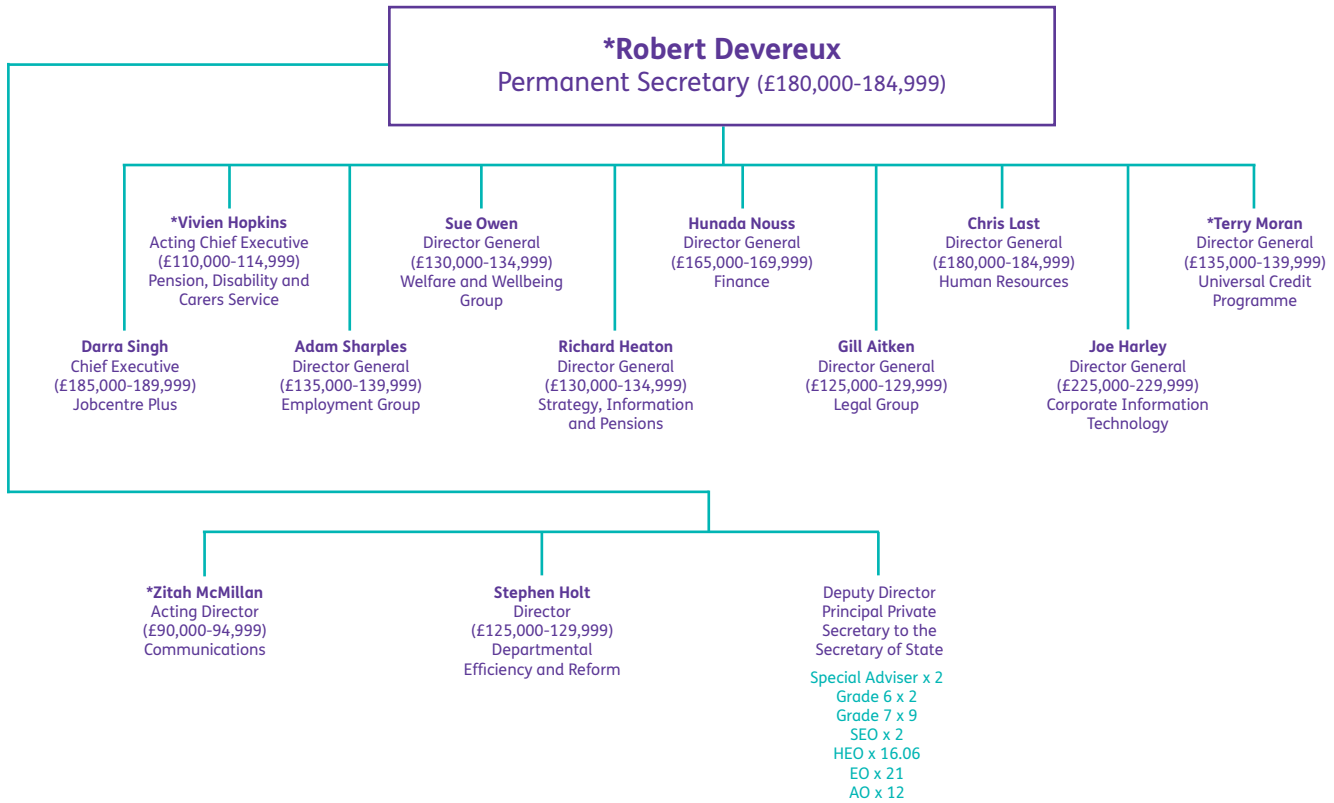 *Robert Devereux
Permanent Secretary (£180,000-184,999)
*Vivien Hopkins
Acting Chief Executive
(£110,000-114,999)
Pension, Disability and
Carers Service
Sue Owen
Director General
(£130,000-134,999)
Welfare and Wellbeing
Group
Hunada Nouss
Director General
(£165,000-169,999)
Finance
Chris Last
Director General
(£180,000-184,999)
Human Resources
*Terry Moran
Director General
(£135,000-139,999)
Universal Credit
Programme
Darra Singh
Chief Executive
(£185,000-189,999)
Jobcentre Plus
Adam Sharples
Director General
(£135,000-139,999)
Employment Group
Richard Heaton
Director General
(£130,000-134,999)
Strategy, Information
and Pensions
Gill Aitken
Director General
(£125,000-129,999)
Legal Group
Joe Harley
Director General
(£225,000-229,999)
Corporate Information
Technology
*Zitah McMillan
Acting Director
(£90,000-94,999)
Communications
Stephen Holt
Director
(£125,000-129,999)
Departmental
Efficiency and Reform
Deputy Director
Principal Private
Secretary to the
Secretary of State
Special Adviser x 2
Grade 6 x 2
Grade 7 x 9
SEO x 2
HEO x 16.06
EO x 21
AO x 12